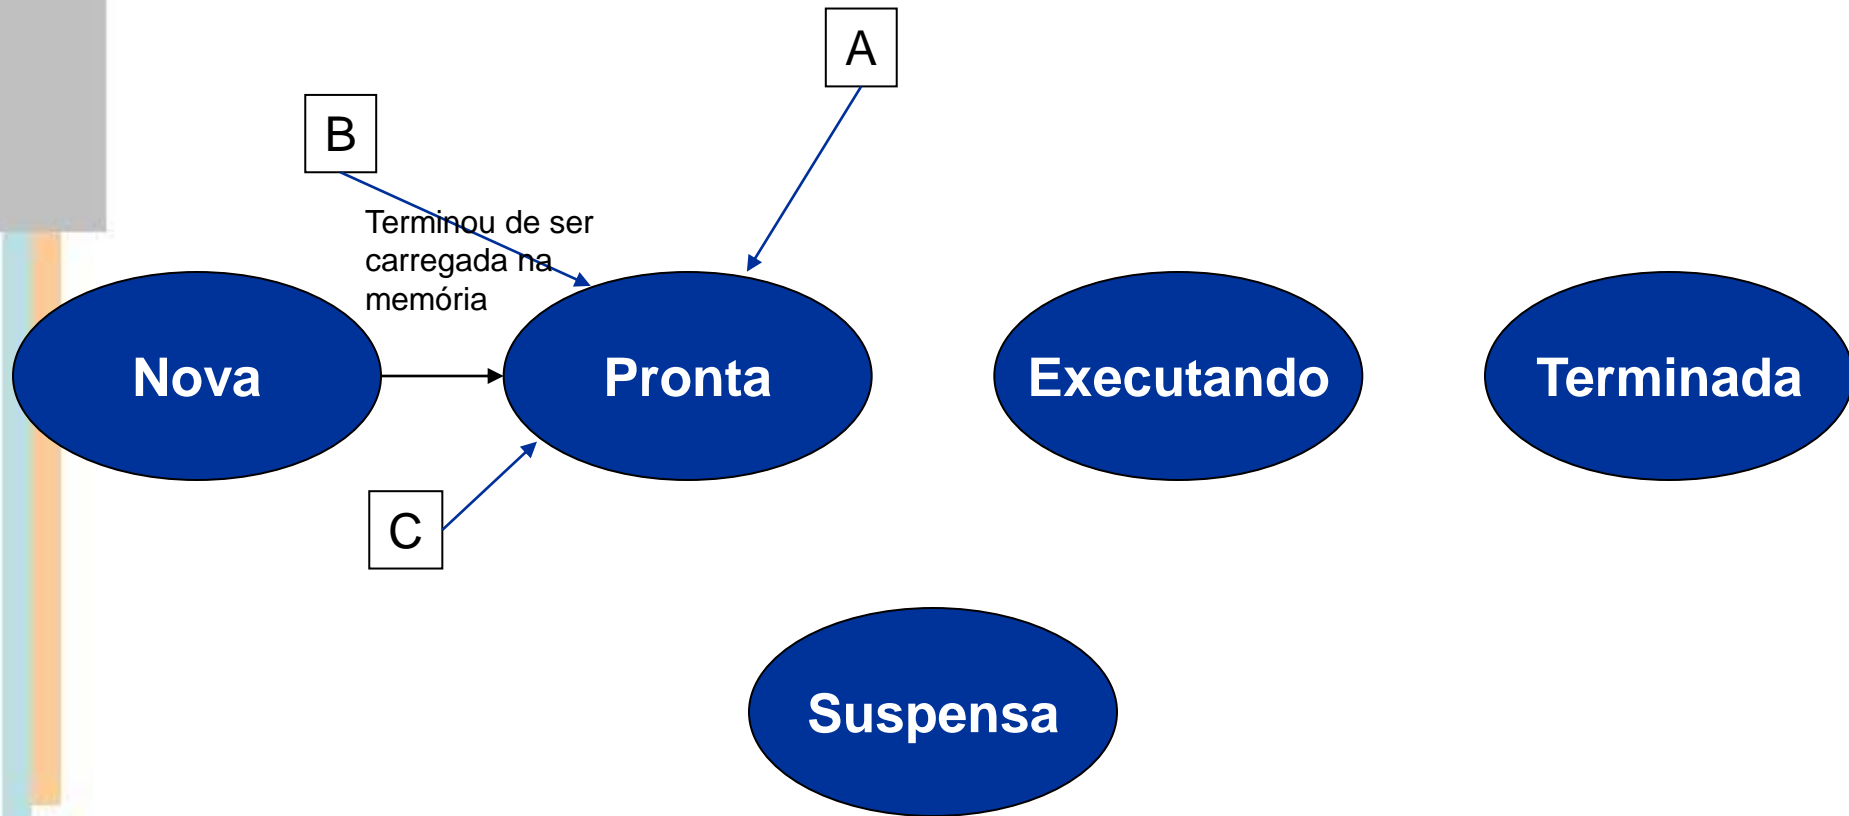 A
B
Terminou de ser
carregada na
memória
Nova
Pronta
Executando
Terminada
C
Suspensa